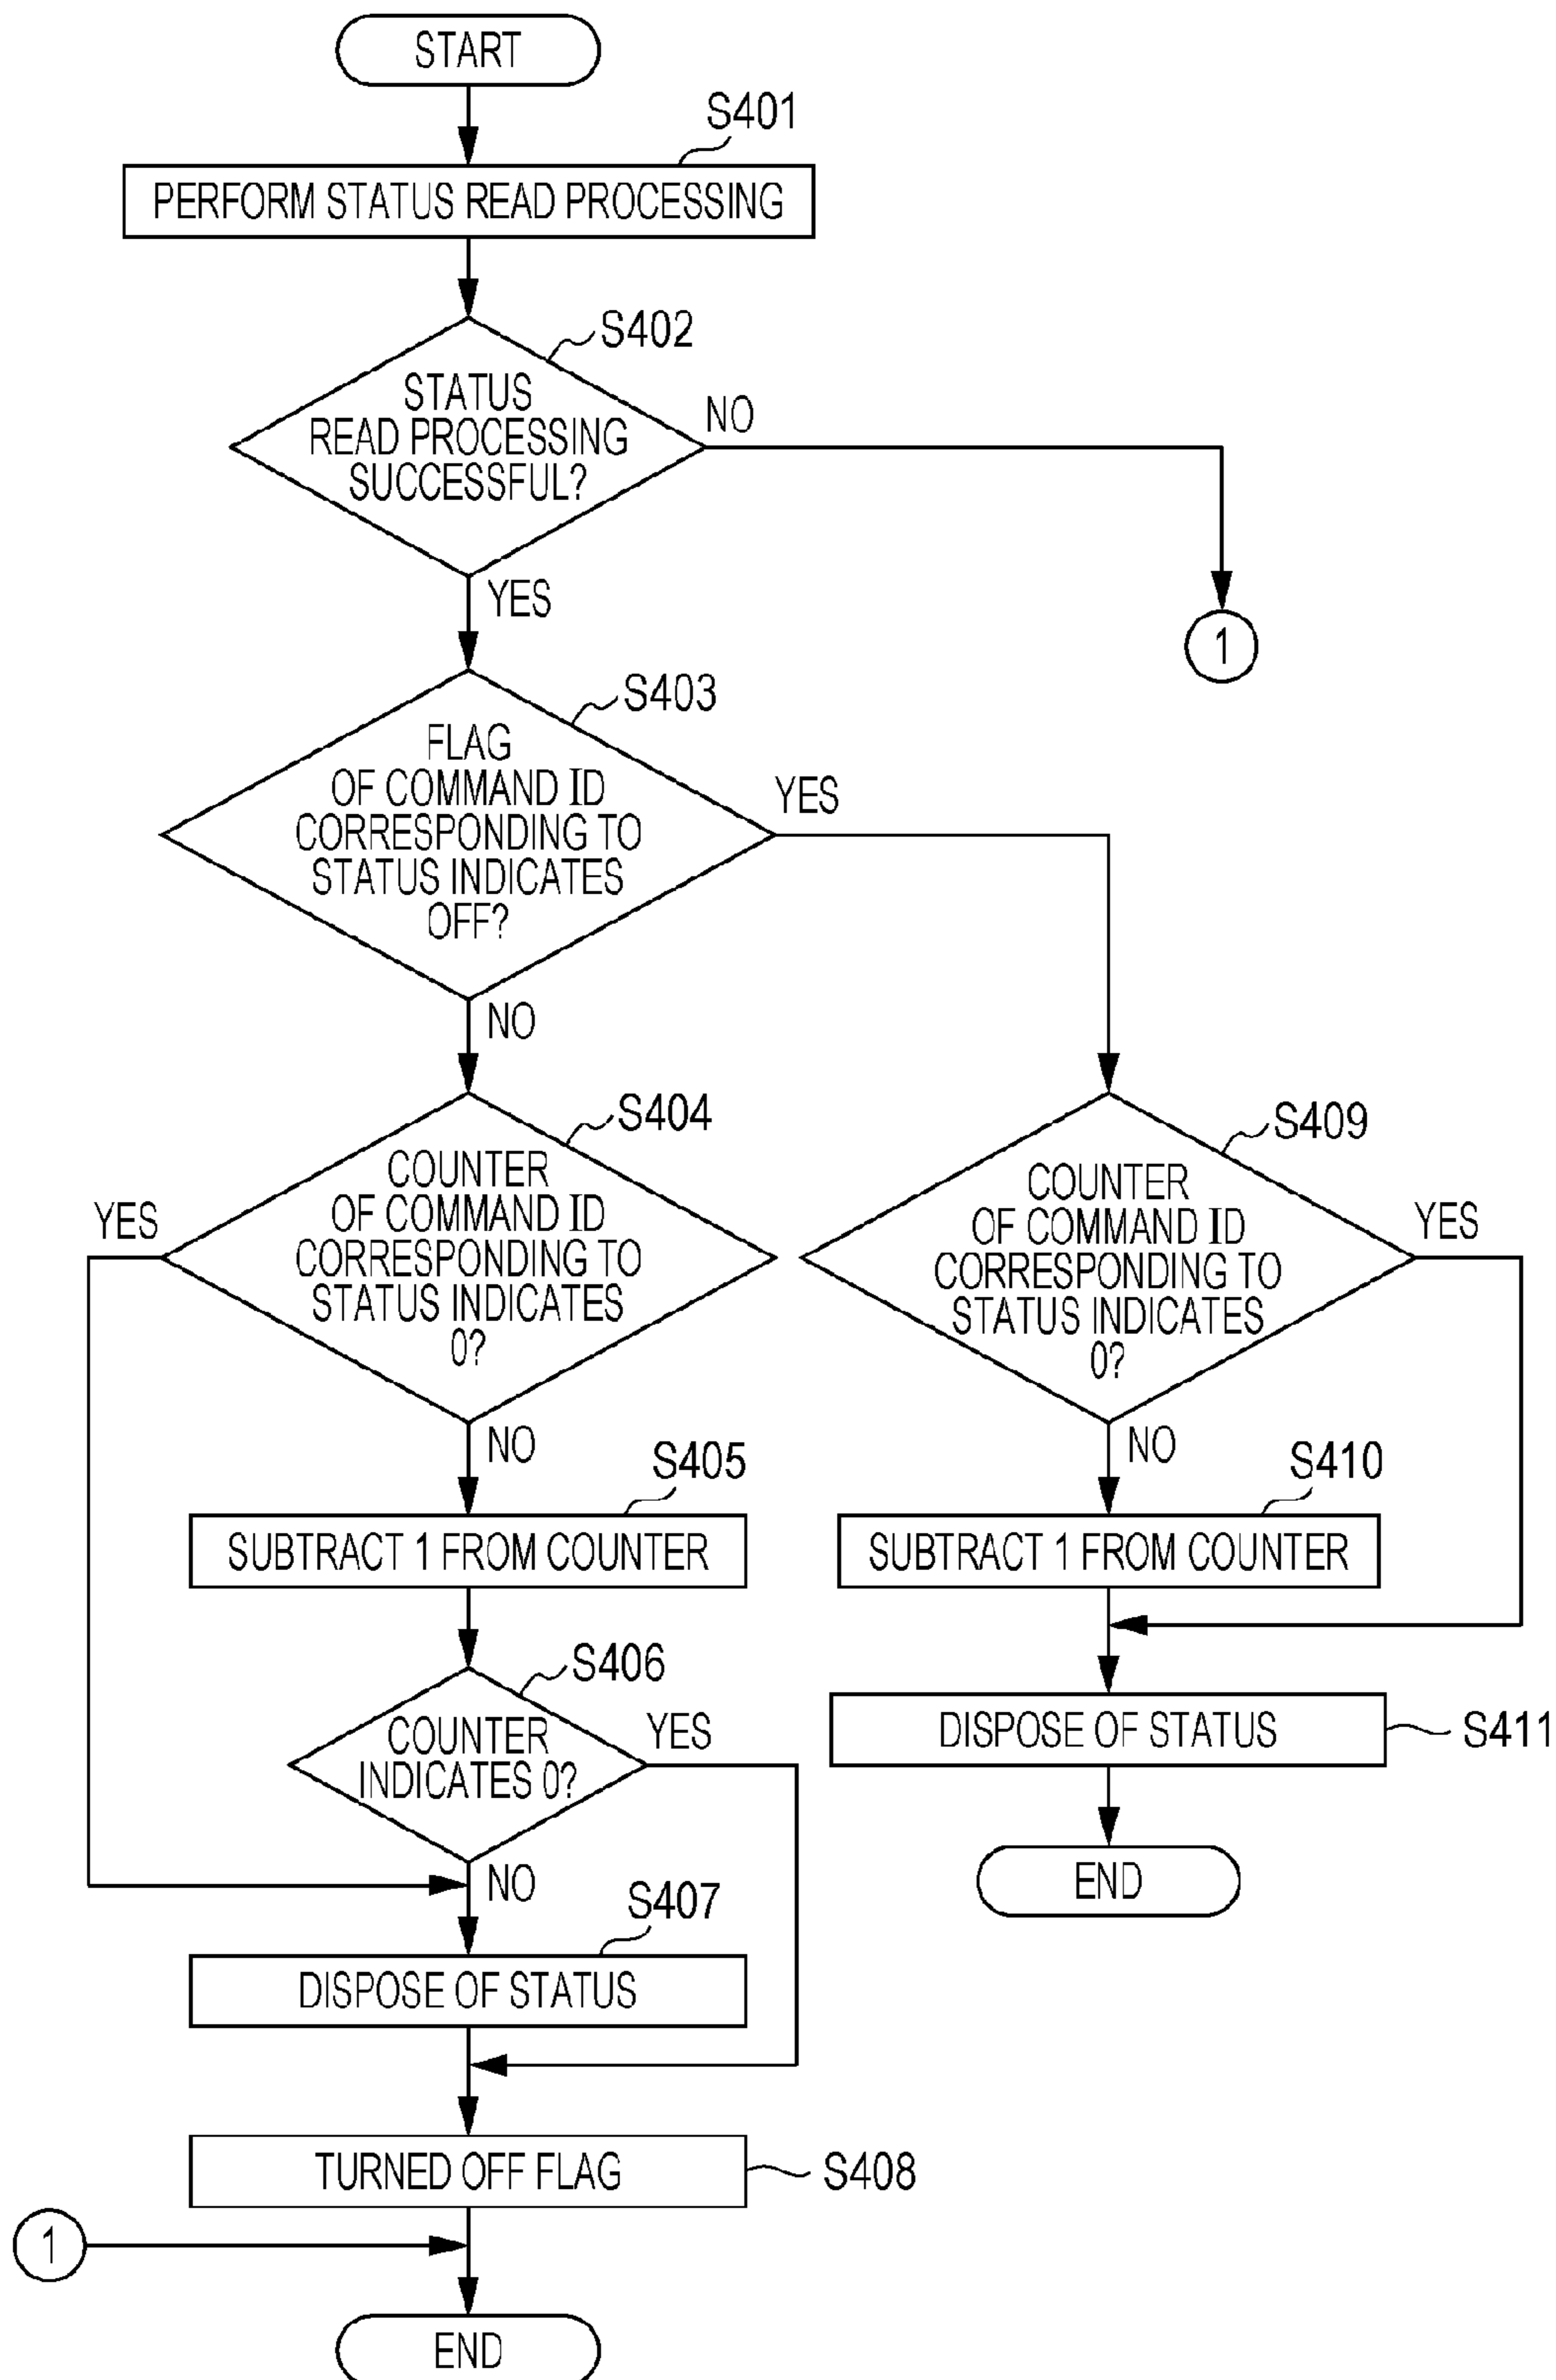 START
S401
PERFORM STATUS READ PROCESSING
S402
STATUS
READ PROCESSING
SUCCESSFUL?
NO
YES
1
S403
FLAG
OF COMMAND ID
CORRESPONDING TO
STATUS INDICATES
OFF?
YES
NO
S404
COUNTER
OF COMMAND ID
CORRESPONDING TO
STATUS INDICATES
0?
YES
NO
S409
COUNTER
OF COMMAND ID
CORRESPONDING TO
STATUS INDICATES
0?
YES
NO
S405
SUBTRACT 1 FROM COUNTER
S410
SUBTRACT 1 FROM COUNTER
S406
COUNTER
INDICATES 0?
YES
NO
DISPOSE OF STATUS
S411
END
S407
DISPOSE OF STATUS
TURNED OFF FLAG
S408
1
END